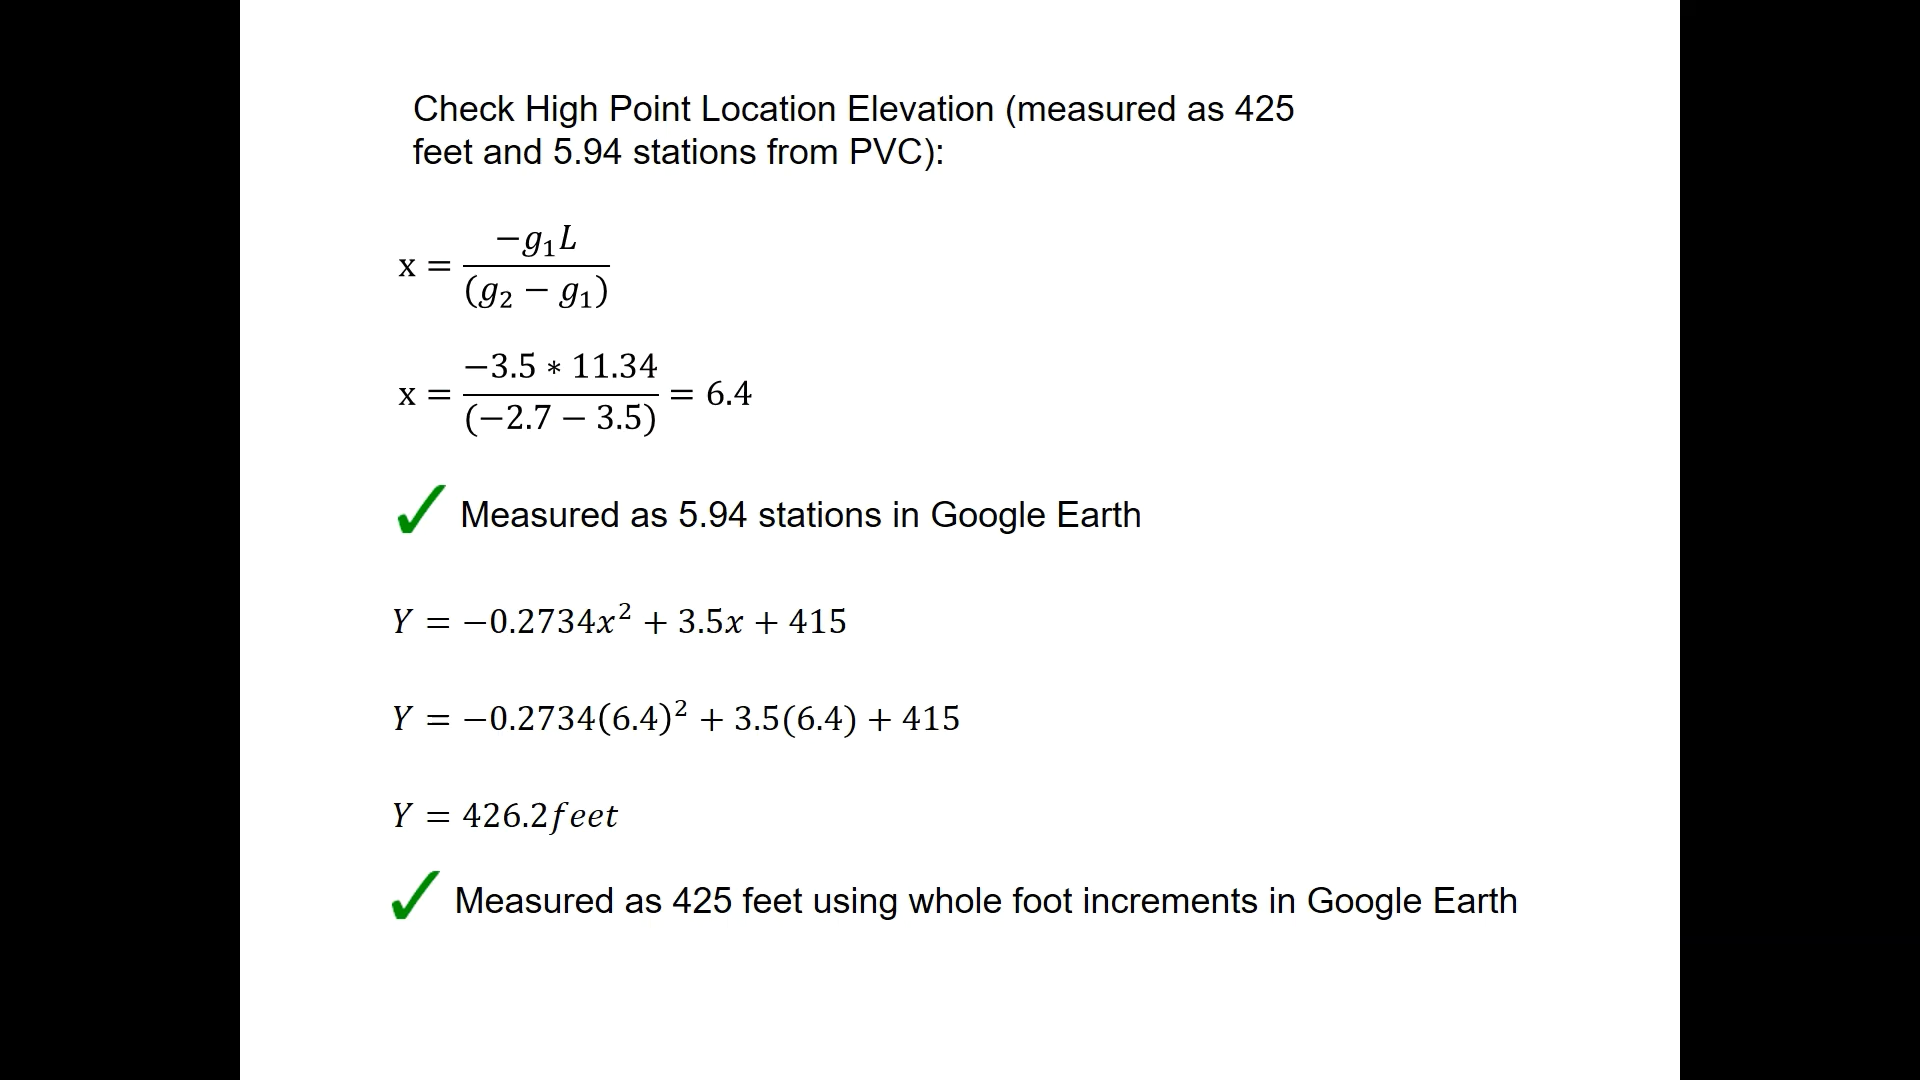 Check High Point Location Elevation (measured as 425
feet and 5.94 stations from PVC):
x = −g₁L / (g₂ − g₁)
x = −3.5 ∗ 11.34 / (−2.7 − 3.5) = 6.4
✓ Measured as 5.94 stations in Google Earth
Y = −0.2734x² + 3.5x + 415
Y = −0.2734(6.4)² + 3.5(6.4) + 415
Y = 426.2feet
✓ Measured as 425 feet using whole foot increments in Google Earth